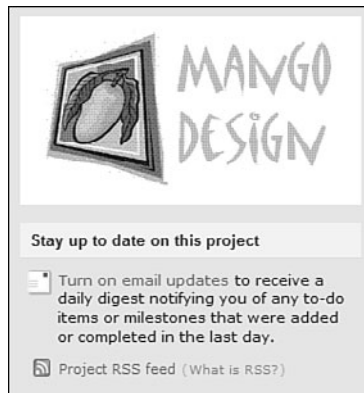 MANGO
DESIGN
Stay up to date on this project
Turn on email updates to receive a
daily digest notifying you of any to-do
items or milestones that were added
or completed in the last day.
Project RSS feed (What is RSS?)